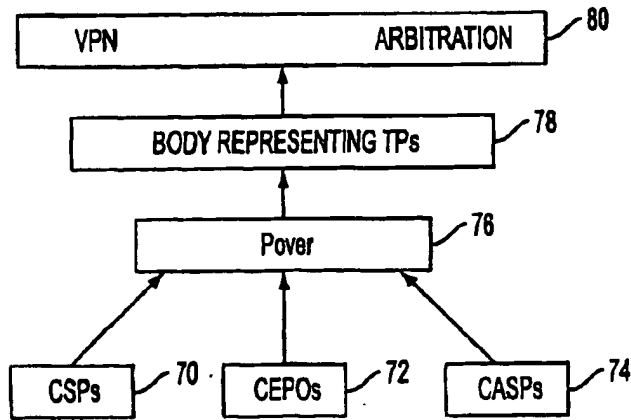 VPN ARBITRATION 80
BODY REPRESENTING TPs 78
Pover 76
CSPs 70 CEPOs 72 CASPs 74